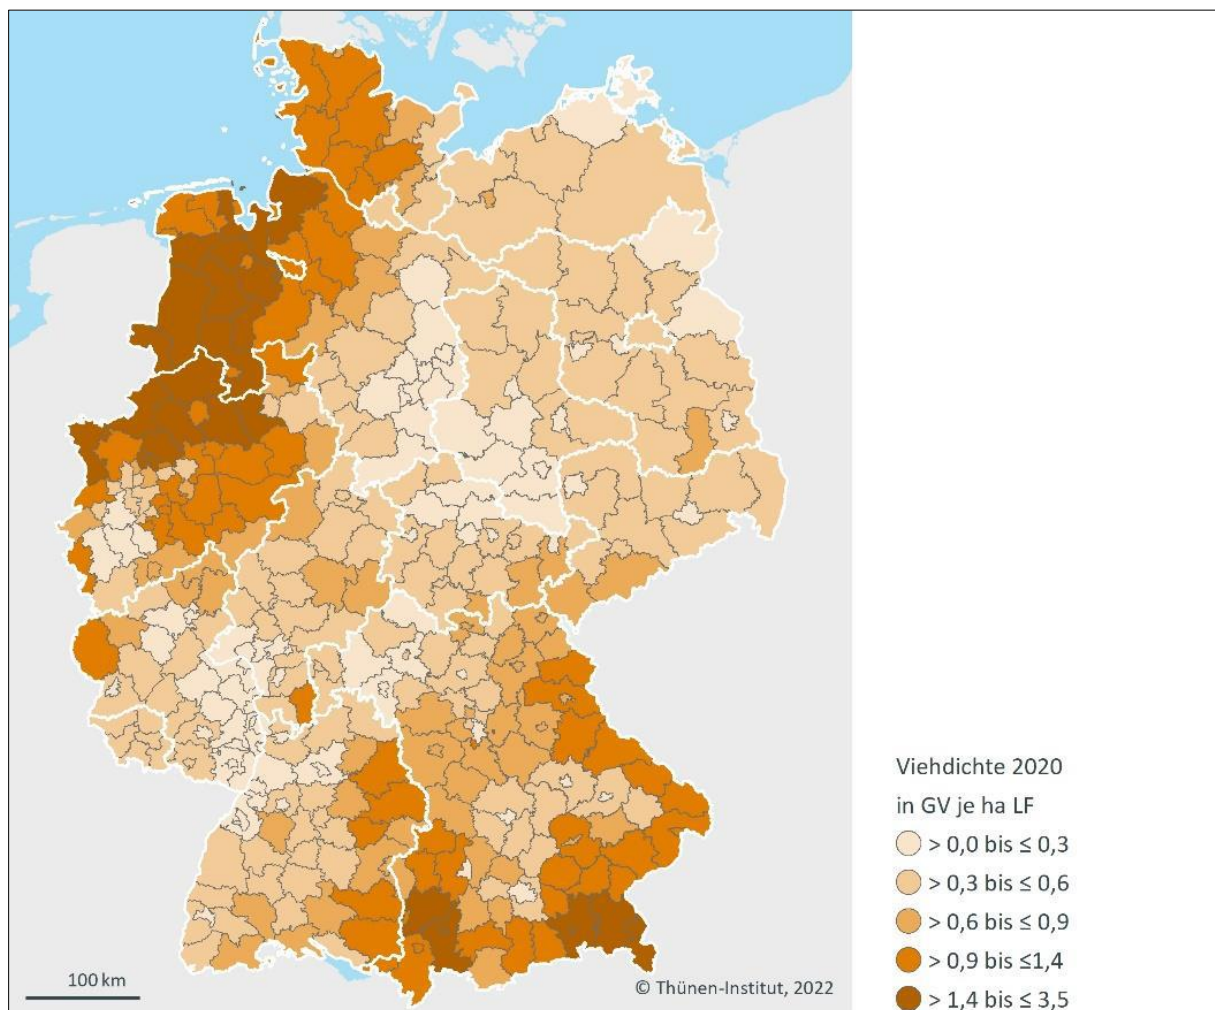 Viehdichte 2020
in GV je ha LF
> 0,0 bis ≤ 0,3
> 0,3 bis ≤ 0,6
> 0,6 bis ≤ 0,9
> 0,9 bis ≤1,4
> 1,4 bis ≤ 3,5
100 km
© Thünen-Institut, 2022